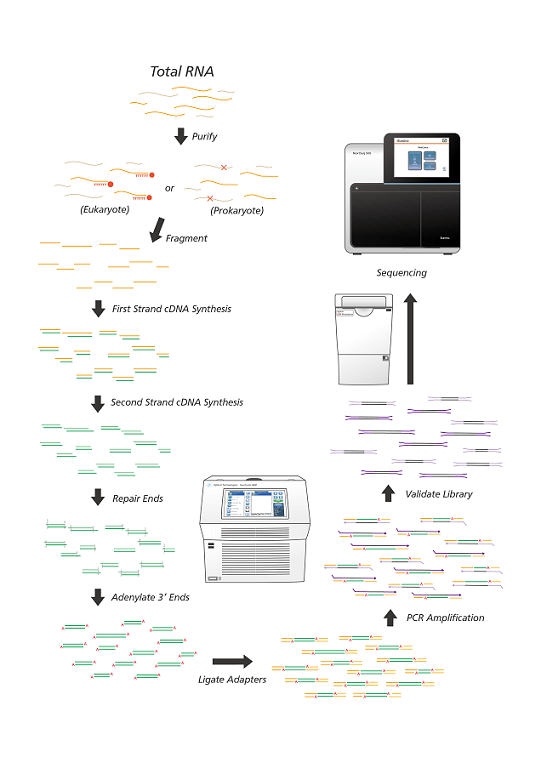 Total RNA
Purify
or
(Eukaryote)
(Prokaryote)
Fragment
First Strand cDNA Synthesis
Second Strand cDNA Synthesis
Repair Ends
Adenylate 3’ Ends
Ligate Adapters
PCR Amplification
Validate Library
Sequencing